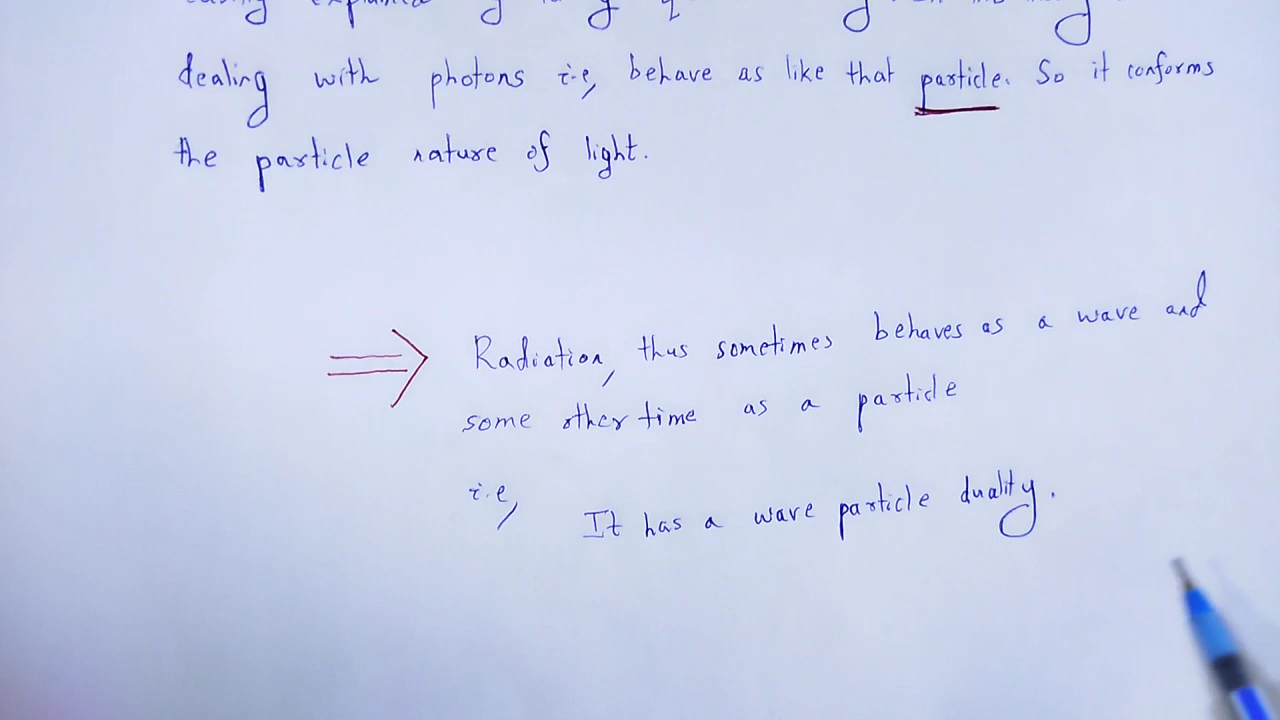 dealing with photons i.e, behave as like that particle. So it conforms
the particle nature of light.
Radiation, thus sometimes behaves as a wave and
some other time as a particle
i.e, It has a wave particle duality.